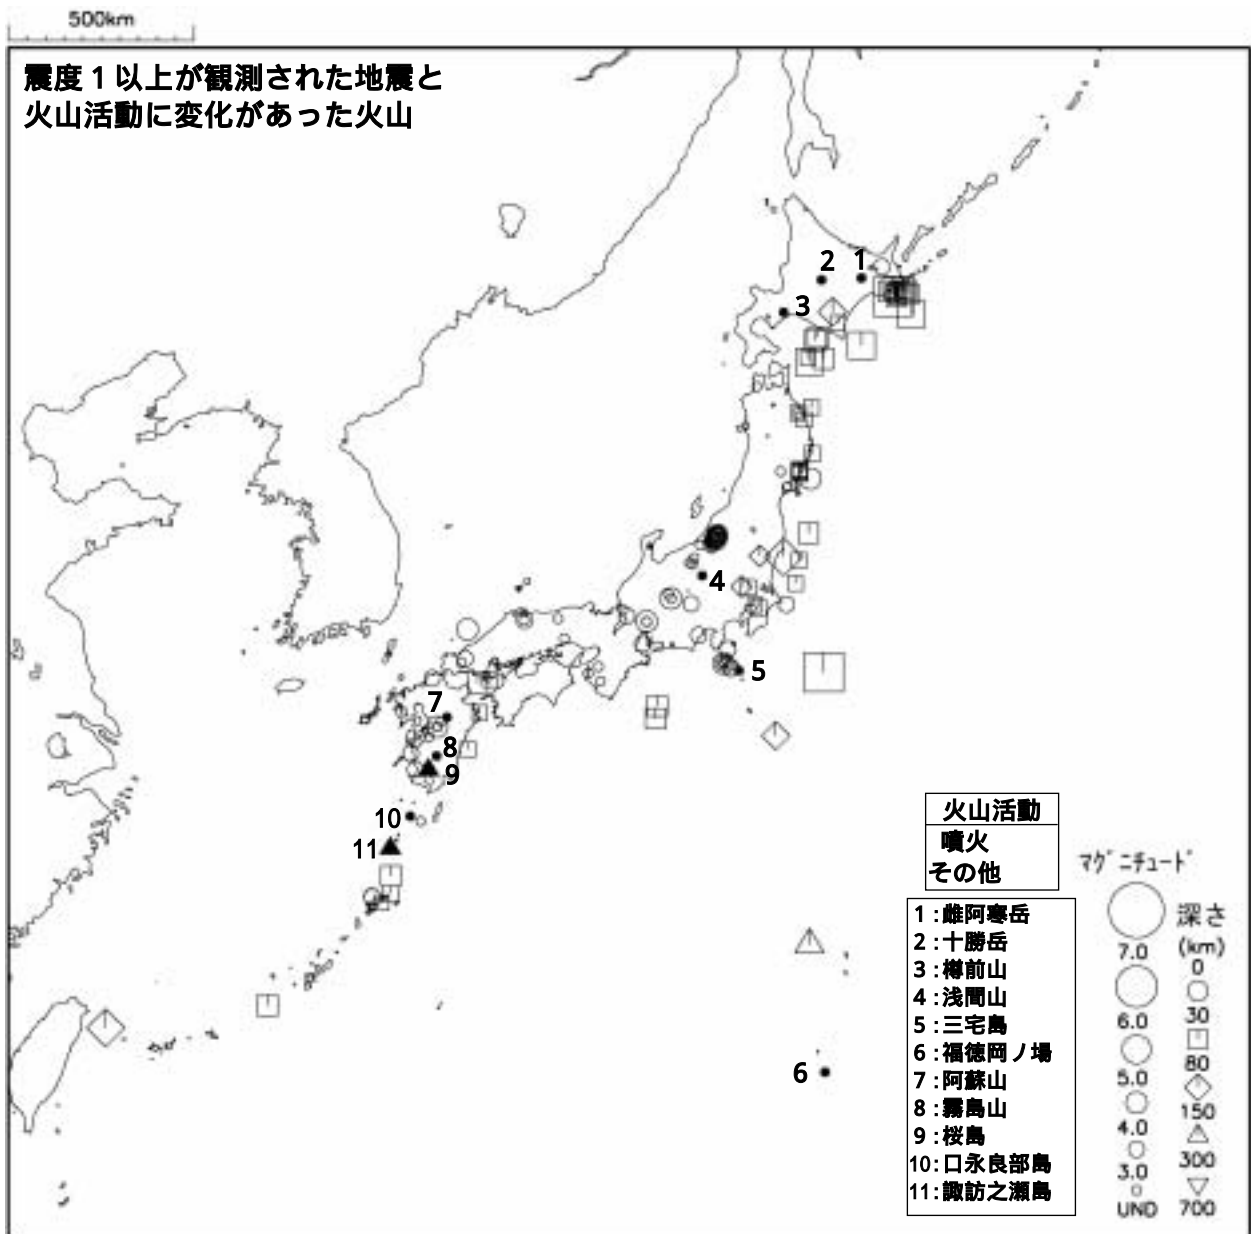 500km
震度１以上が観測された地震と
火山活動に変化があった火山
1
2
3
4
5
6
7
8
9
10
11
火山活動
噴火
その他
1:雌阿寒岳
2:十勝岳
3:樽前山
4:浅間山
5:三宅島
6:福徳岡ノ場
7:阿蘇山
8:霧島山
9:桜島
10:口永良部島
11:諏訪之瀬島
マグニチュード
7.0
6.0
5.0
4.0
3.0
UND
深さ
(km)
0
30
80
150
300
700